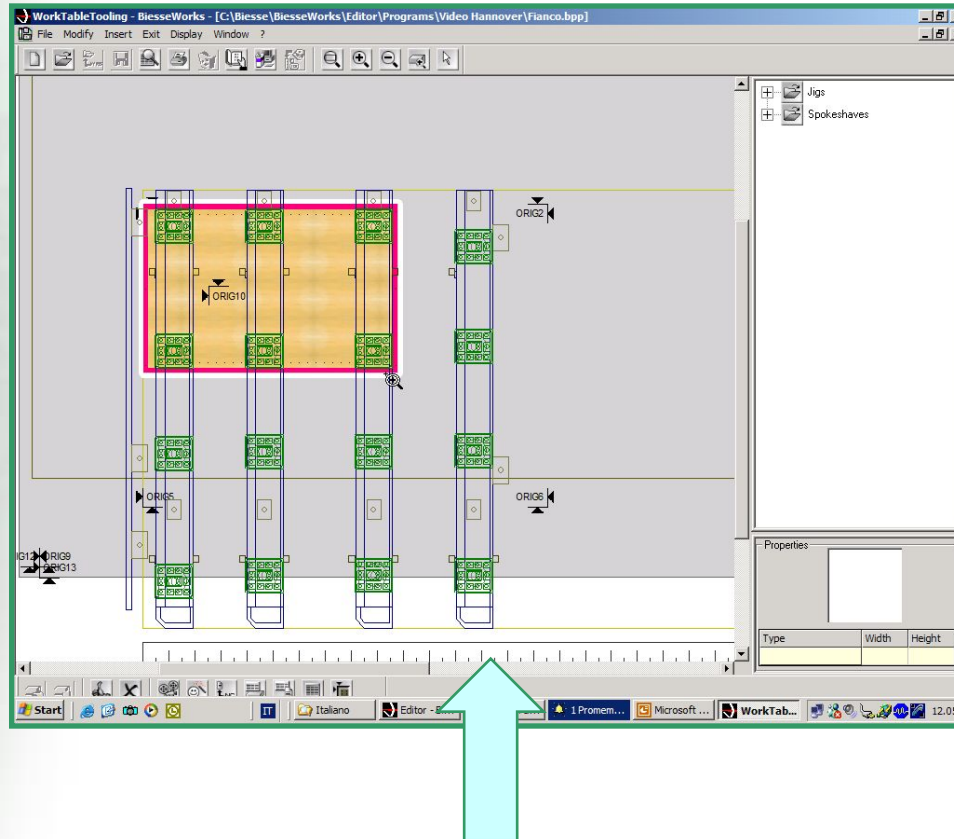 WorkTableTooling - BiesseWorks - [C:\Biesse\BiesseWorks\Editor\Programs\Video Hannover\Fianco.bpp]
File Modify Insert Exit Display Window ?
Jigs
Spokeshaves
ORIG2
ORIG10
ORIG5
ORIG6
ORIG9
ORIG13
Properties
Type Width Height
Start IT Italiano Editor - 1 Promem... Microsoft ... WorkTab... 12.05